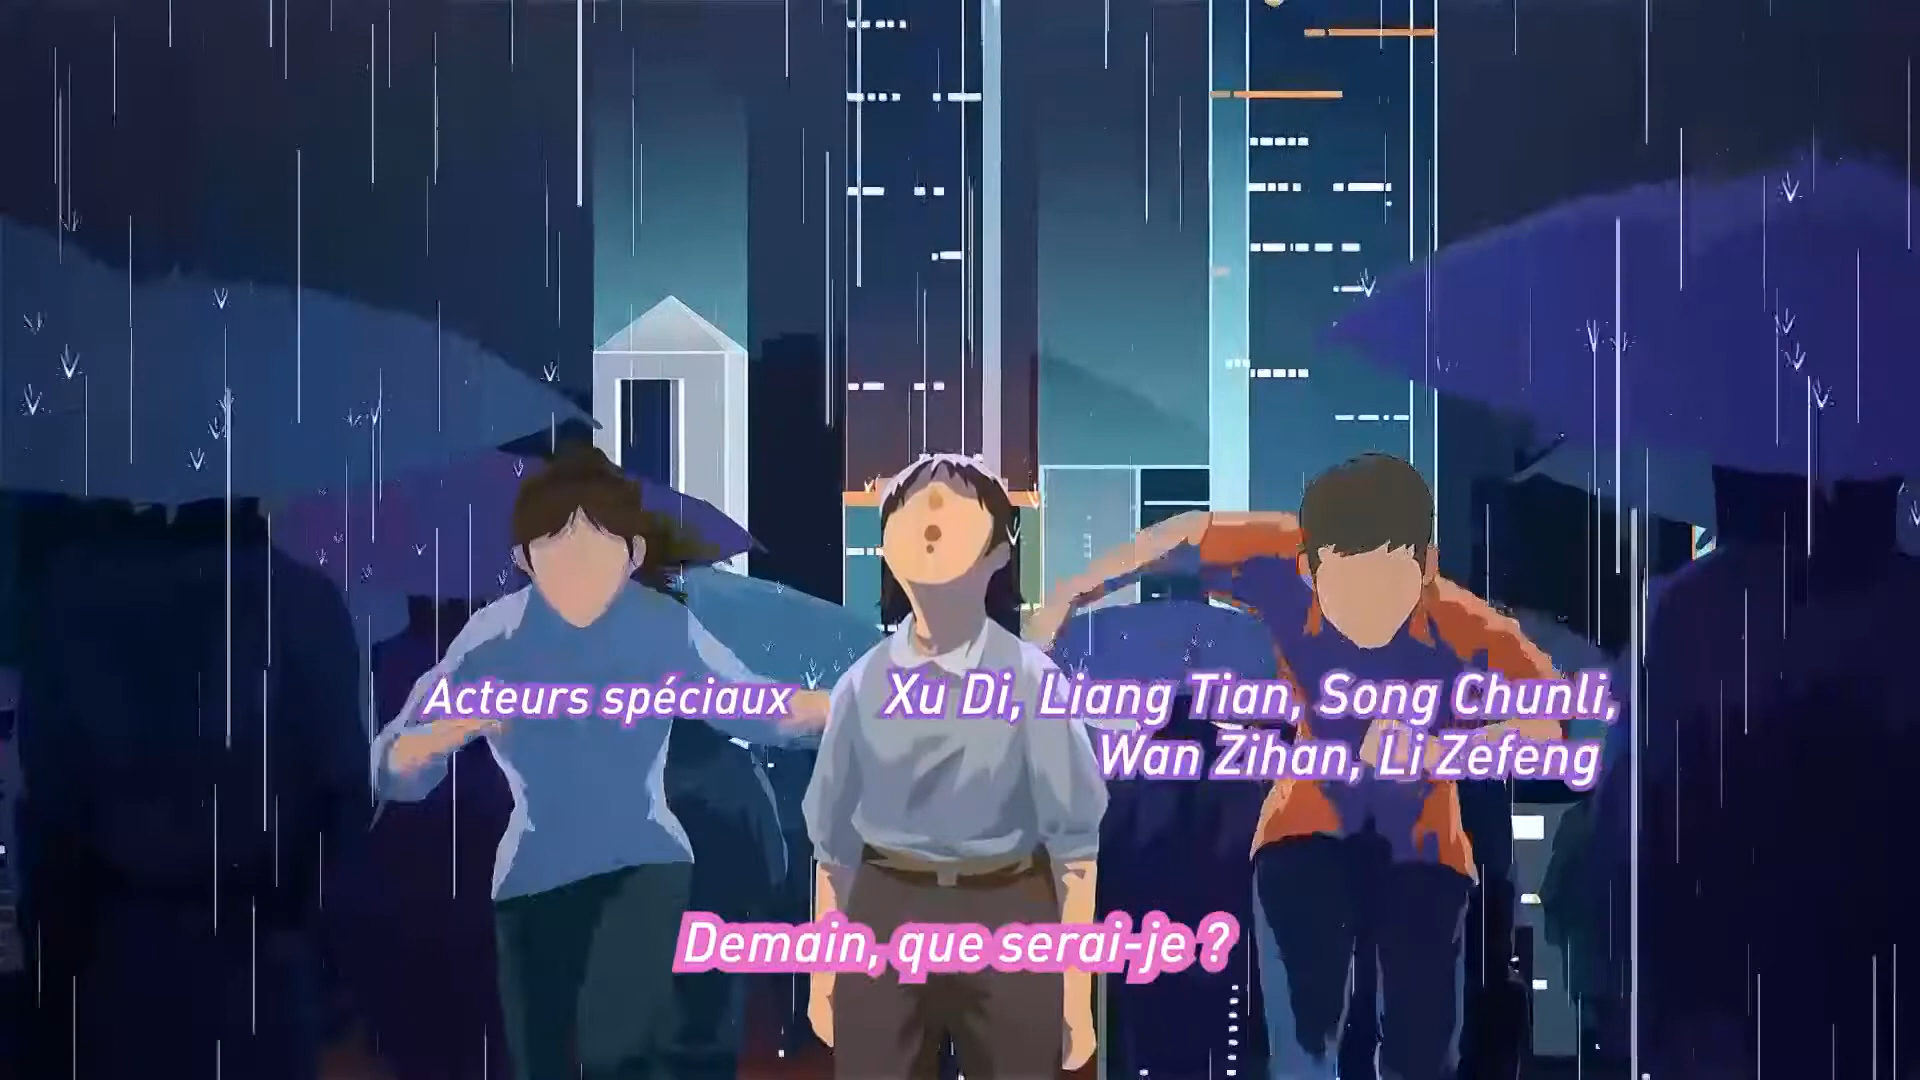 Acteurs spéciaux
Xu Di, Liang Tian, Song Chunli,
Wan Zihan, Li Zefeng
Demain, que serai-je ?